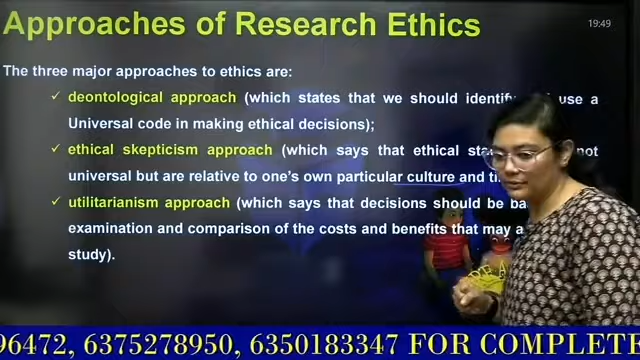 Approaches of Research Ethics
19:49
The three major approaches to ethics are:
✓ deontological approach (which states that we should identify use a
Universal code in making ethical decisions);
✓ ethical skepticism approach (which says that ethical not
universal but are relative to one's own particular culture and
✓ utilitarianism approach (which says that decisions should be
examination and comparison of the costs and benefits that may
study).
96472, 6375278950, 6350183347 FOR COMPLETE